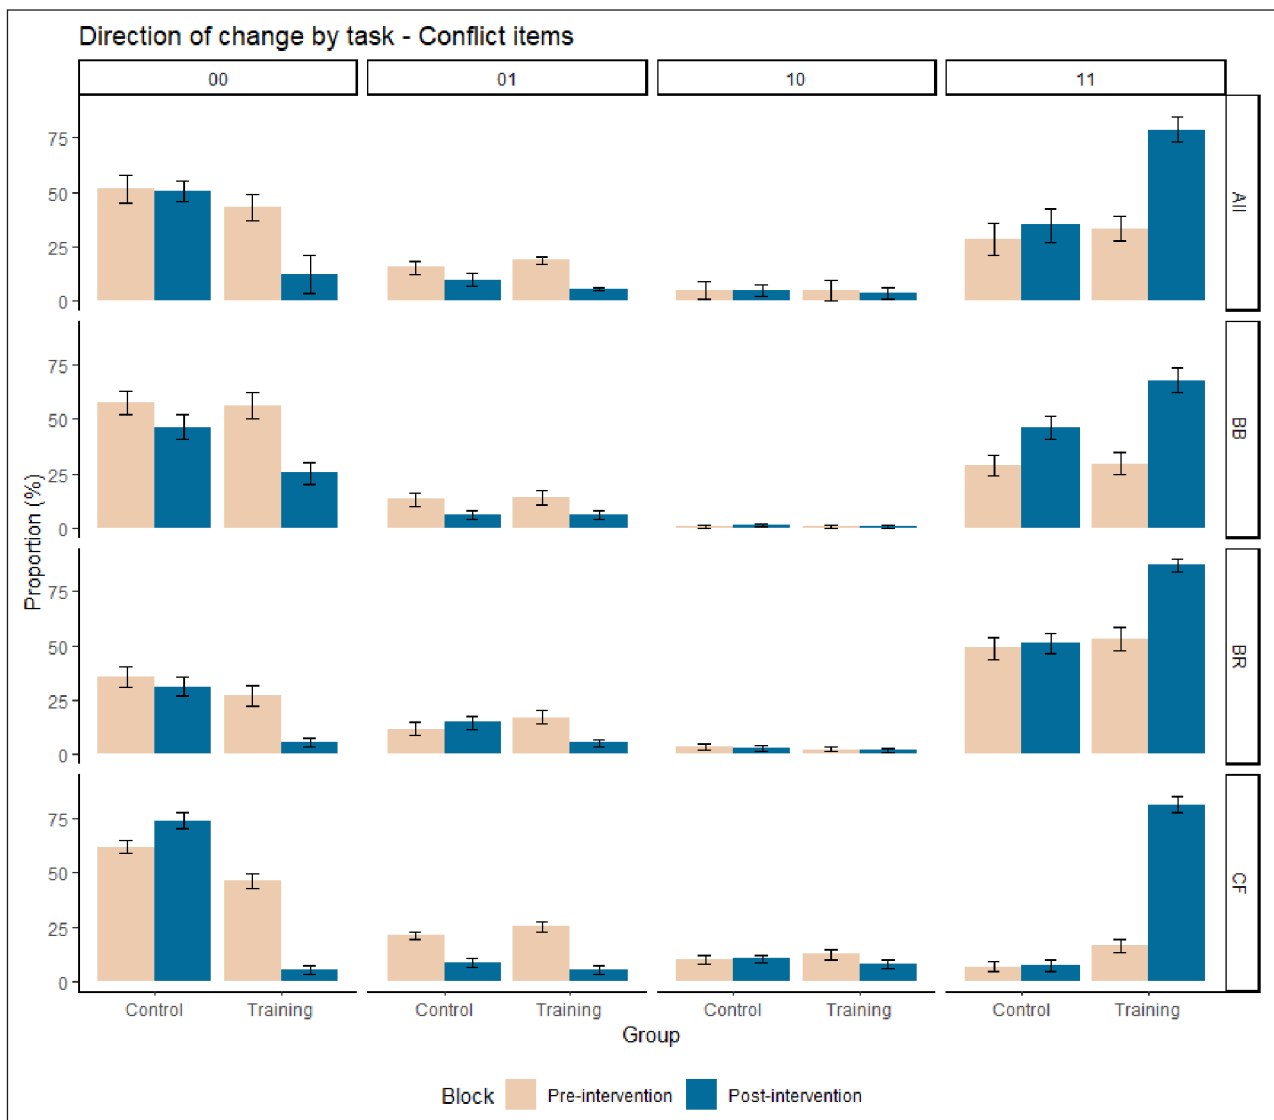 Direction of change by task - Conflict items
00 01 10 11
75
50
25
0
All
75
50
25
0
BB
75
50
25
0
BR
75
50
25
0
CF
Proportion (%)
Control Training Control Training Control Training Control Training
Group
Block Pre-intervention Post-intervention